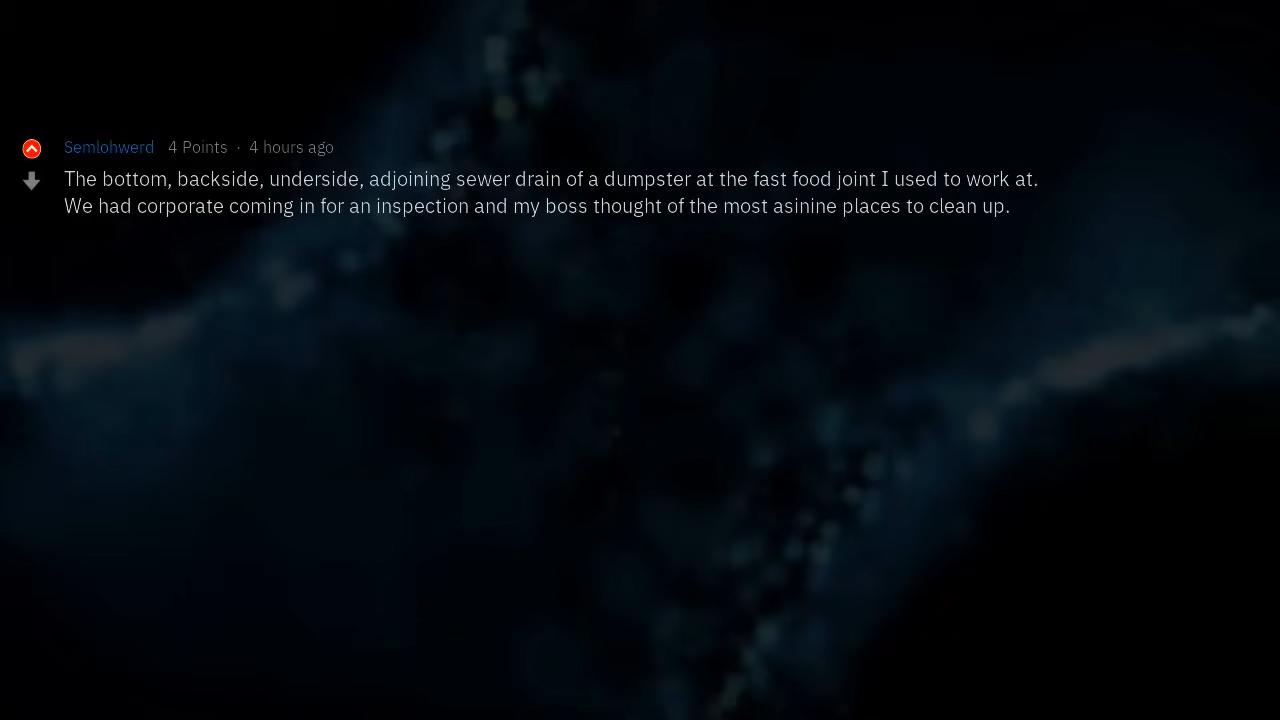 Semlohwerd 4 Points · 4 hours ago
The bottom, backside, underside, adjoining sewer drain of a dumpster at the fast food joint I used to work at.
We had corporate coming in for an inspection and my boss thought of the most asinine places to clean up.